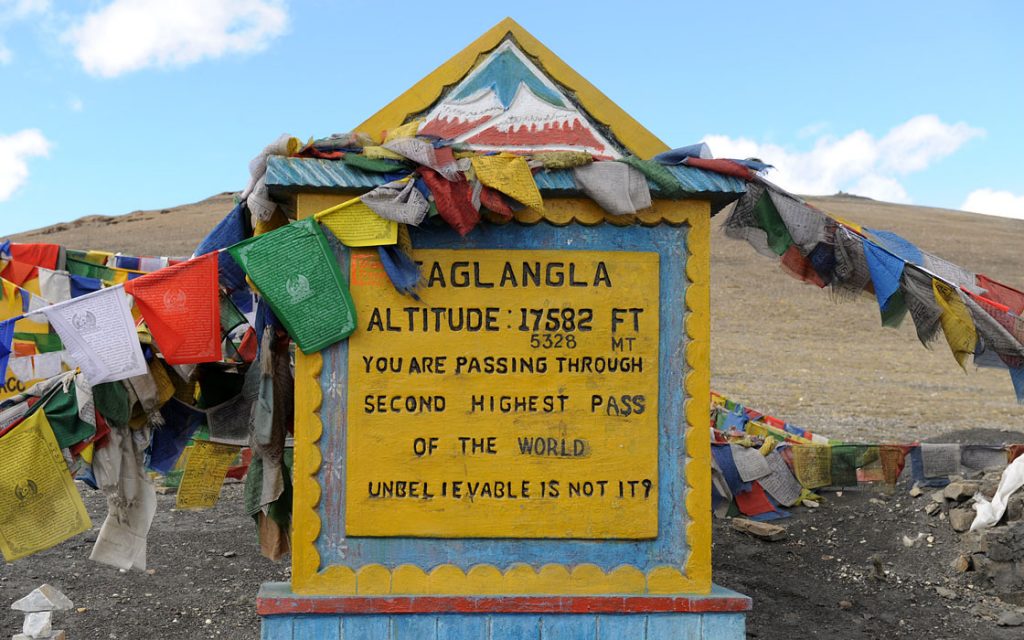 TAGLANGLA
ALTITUDE: 17582 FT
5328 MT
YOU ARE PASSING THROUGH
SECOND HIGHEST PASS
OF THE WORLD
UNBELIEVABLE IS NOT IT?